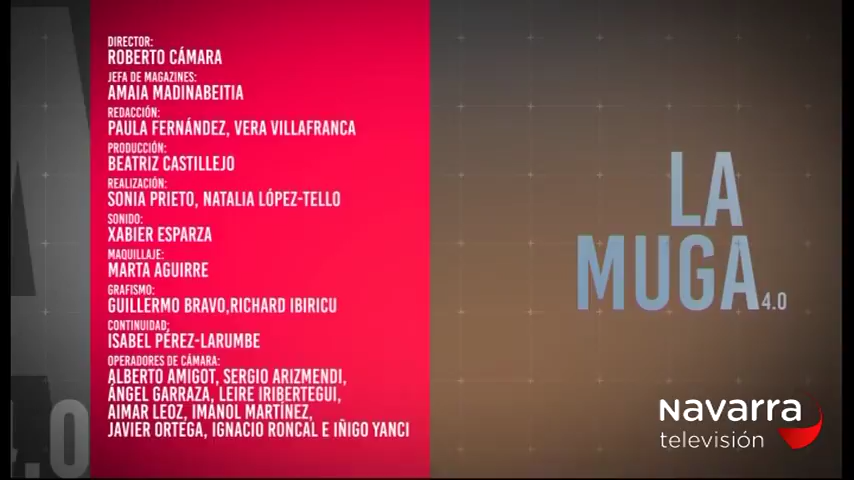 DIRECTOR:
ROBERTO CÁMARA
JEFA DE MAGAZINES:
AMAIA MADINABEITIA
REDACCIÓN:
PAULA FERNÁNDEZ, VERA VILLAFRANCA
PRODUCCIÓN:
BEATRIZ CASTILLEJO
REALIZACIÓN:
SONIA PRIETO, NATALIA LÓPEZ-TELLO
SONIDO:
XABIER ESPARZA
MAQUILLAJE:
MARTA AGUIRRE
GRAFISMO:
GUILLERMO BRAVO,RICHARD IBIRICU
CONTINUIDAD:
ISABEL PÉREZ-LARUMBE
OPERADORES DE CÁMARA:
ALBERTO AMIGOT, SERGIO ARIZMENDI,
ÁNGEL GARRAZA, LEIRE IRIBERTEGUI,
AIMAR LEOZ, IMÁNOL MARTÍNEZ,
JAVIER ORTEGA, IGNACIO RONCAL E IÑIGO YANCI
LA
MUGA 4.0
Navarra
televisión
A
4.0